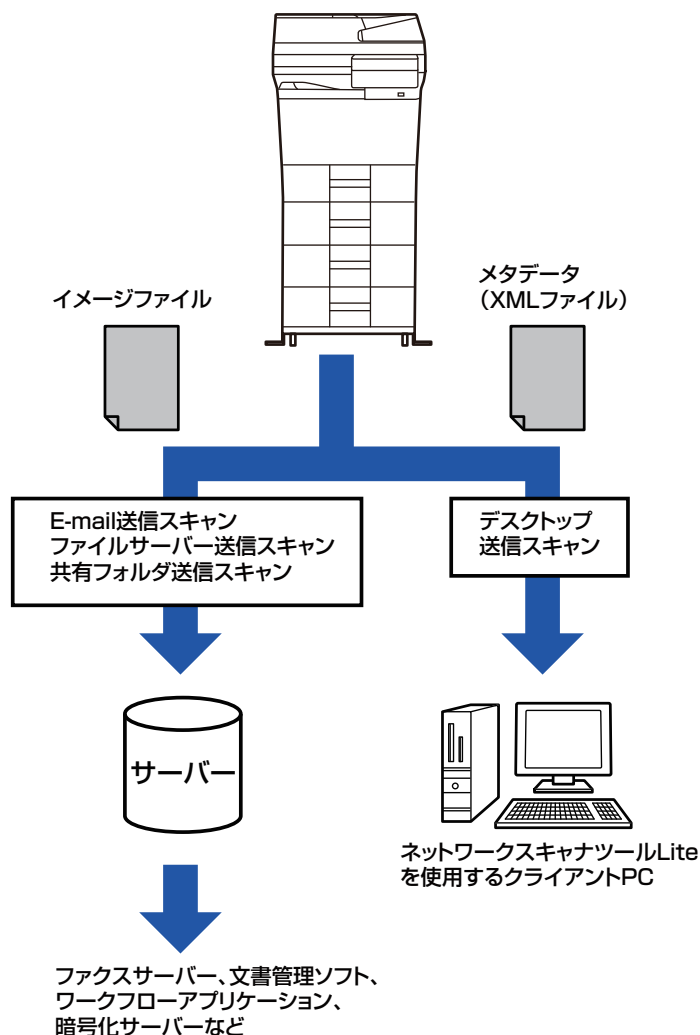 イメージファイル
メタデータ
（XMLファイル）
E-mail送信スキャン
ファイルサーバー送信スキャン
共有フォルダ送信スキャン
デスクトップ
送信スキャン
サーバー
ネットワークスキャナツールLite
を使用するクライアントPC
ファクスサーバー、文書管理ソフト、
ワークフローアプリケーション、
暗号化サーバーなど